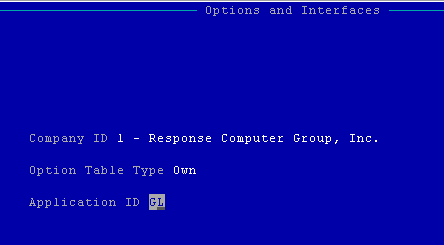 Options and Interfaces
Company ID 1 - Response Computer Group, Inc.
Option Table Type Own
Application ID GL